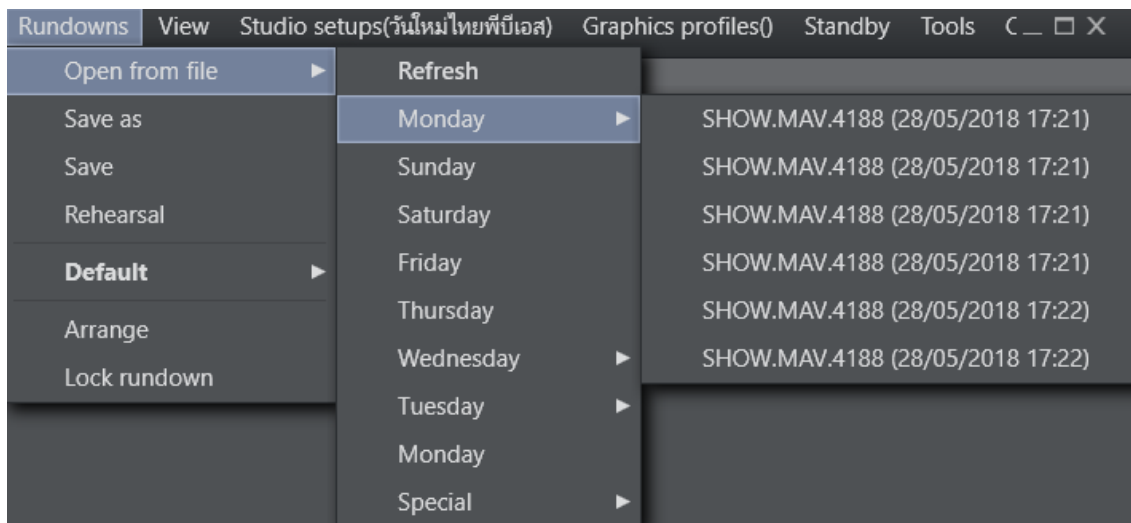 Rundowns View Studio setups(วันใหม่ไทยพีบีเอส) Graphics profiles() Standby Tools
Open from file
Save as
Save
Rehearsal
Default
Arrange
Lock rundown
Refresh
Monday
Sunday
Saturday
Friday
Thursday
Wednesday
Tuesday
Monday
Special
SHOW.MAV.4188 (28/05/2018 17:21)
SHOW.MAV.4188 (28/05/2018 17:21)
SHOW.MAV.4188 (28/05/2018 17:21)
SHOW.MAV.4188 (28/05/2018 17:21)
SHOW.MAV.4188 (28/05/2018 17:22)
SHOW.MAV.4188 (28/05/2018 17:22)